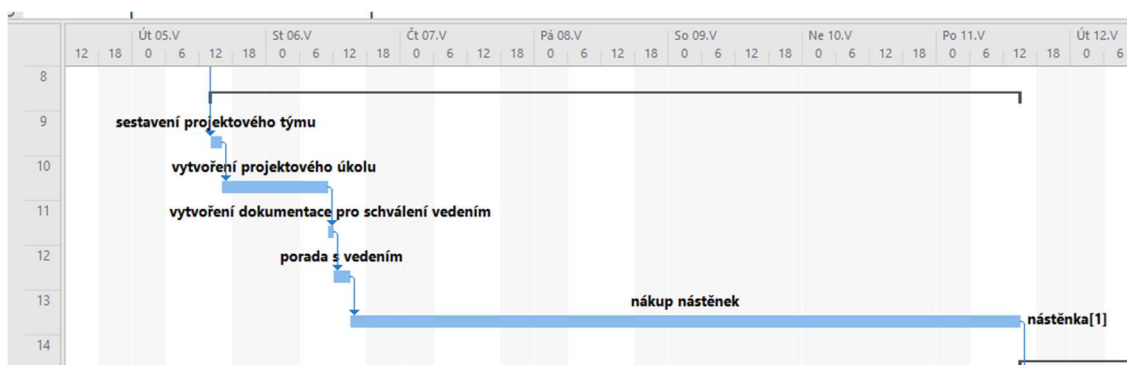 Út 05.V St 06.V Čt 07.V Pá 08.V So 09.V Ne 10.V Po 11.V Út 12.V
12 18 0 6 12 18 0 6 12 18 0 6 12 18 0 6 12 18 0 6 12 18 0 6 12 18 0 6 12 18 0 6
8
9 sestavení projektového týmu
10 vytvoření projektového úkolu
11 vytvoření dokumentace pro schválení vedením
12 porada s vedením
13 nákup nástěnek
nástěnka[1]
14